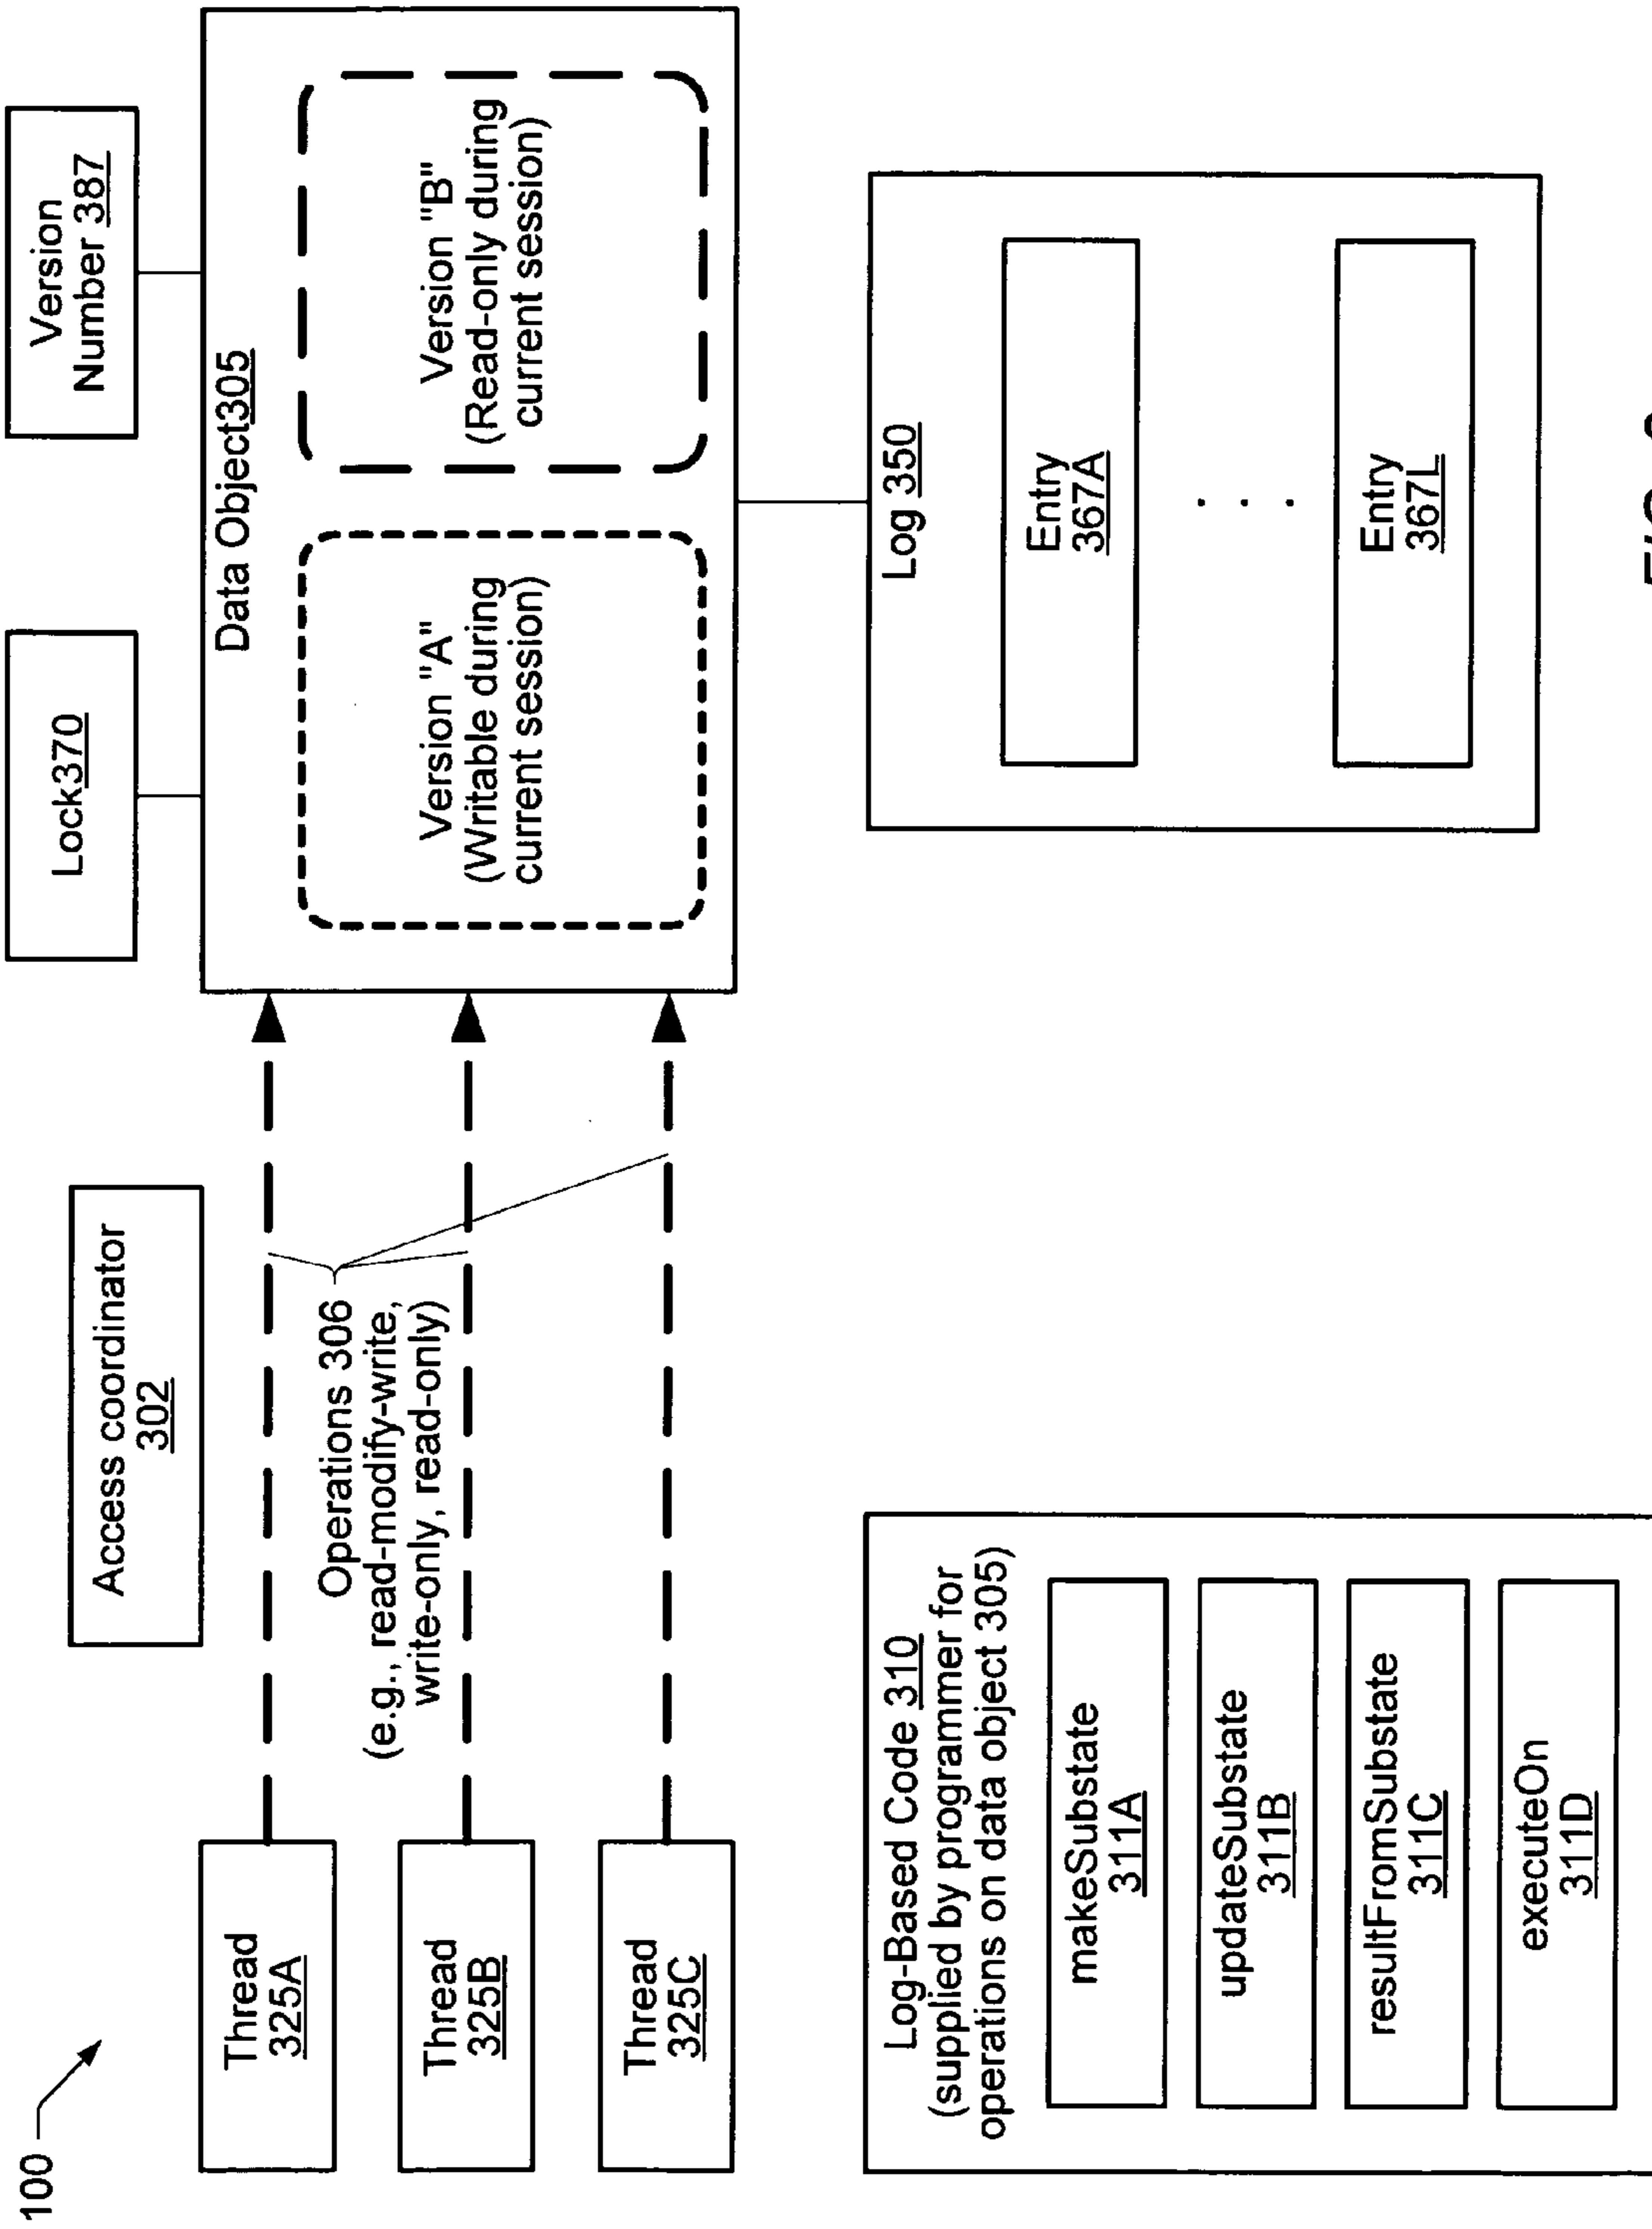 100
Thread
325A
Thread
325B
Thread
325C
Access coordinator
302
Operations 306
(e.g., read-modify-write,
write-only, read-only)
Lock370
Version
Number 387
Data Object305
Version "A"
(Writable during
current session)
Version "B"
(Read-only during
current session)
Log-Based Code 310
(supplied by programmer for
operations on data object 305)
makeSubstate
311A
updateSubstate
311B
resultFromSubstate
311C
executeOn
311D
Log 350
Entry
367A
. . .
Entry
367L